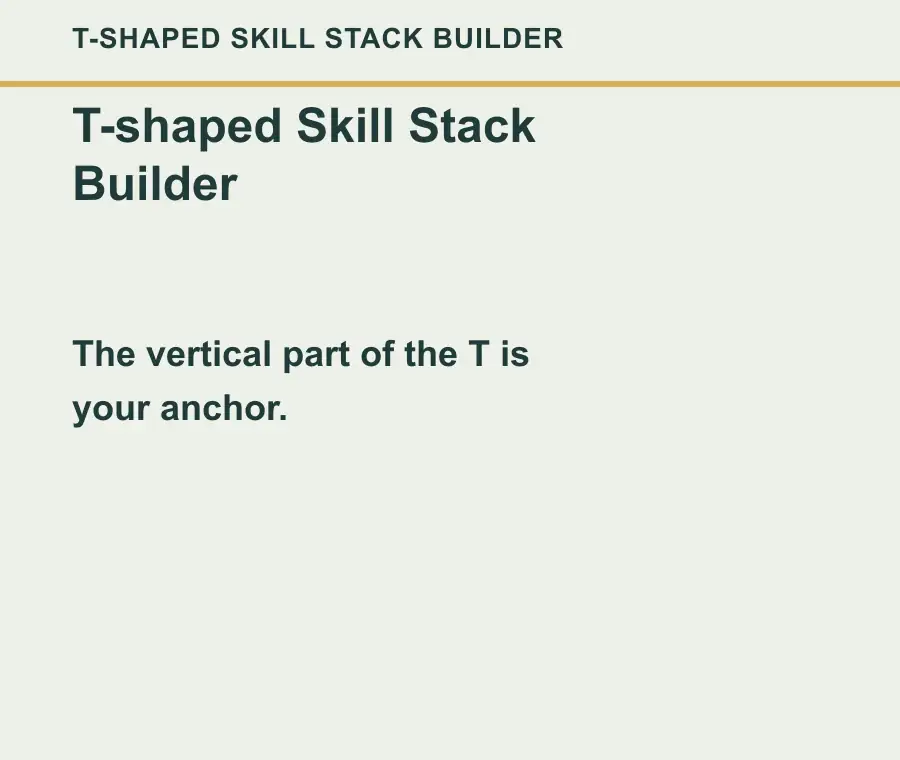 T-SHAPED SKILL STACK BUILDER
T-shaped Skill Stack
Builder
The vertical part of the T is
your anchor.